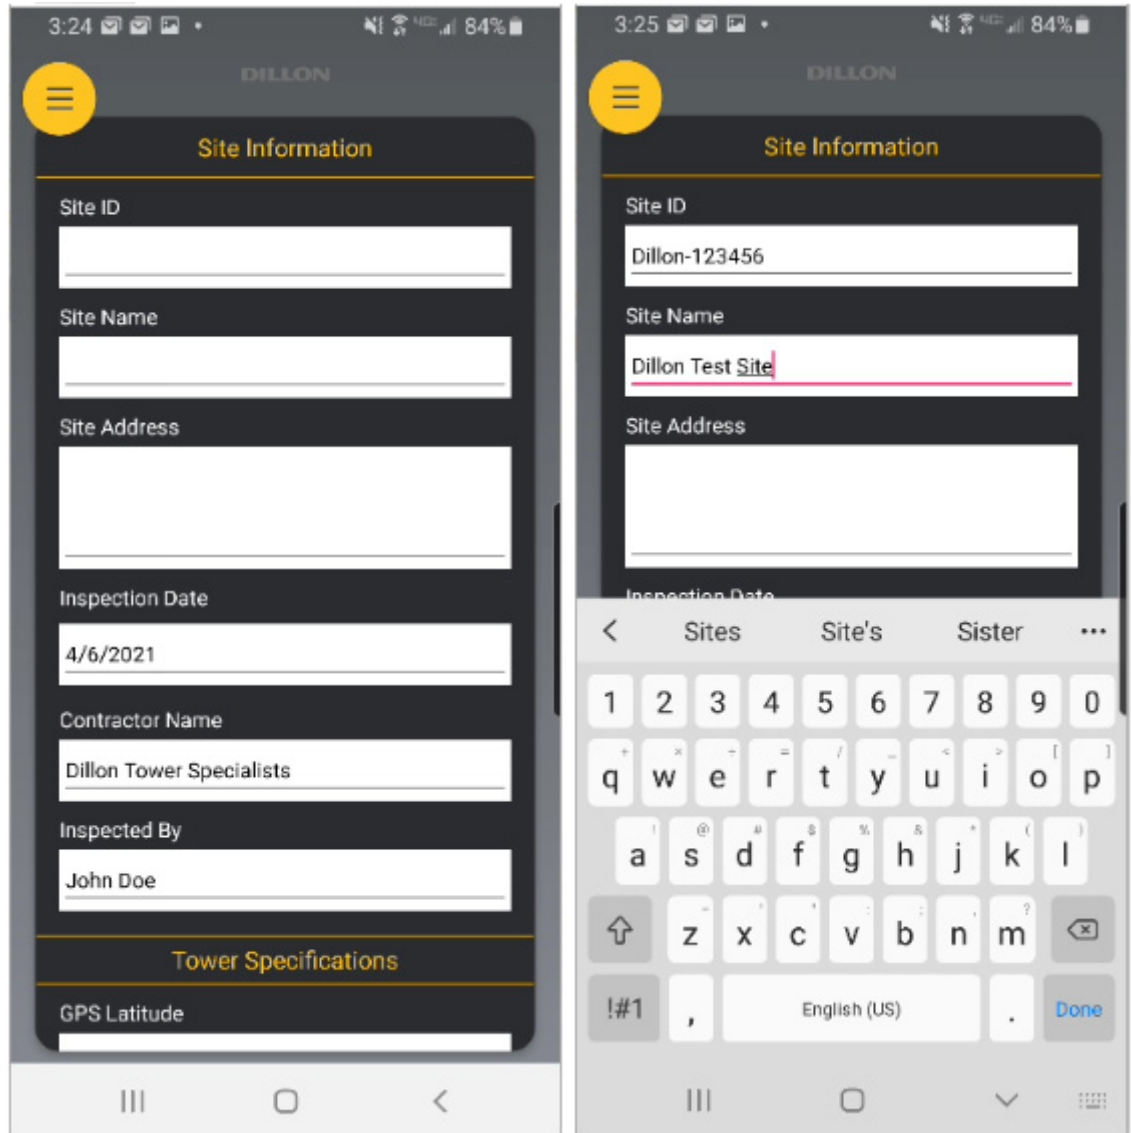 3:24
84%
DILLON
Site Information
Site ID
Site Name
Site Address
Inspection Date
4/6/2021
Contractor Name
Dillon Tower Specialists
Inspected By
John Doe
Tower Specifications
GPS Latitude
3:25
84%
DILLON
Site Information
Site ID
Dillon-123456
Site Name
Dillon Test Site
Site Address
Inspection Date
Sites Site's Sister
1 2 3 4 5 6 7 8 9 0
q w e r t y u i o p
a s d f g h j k l
z x c v b n m
!#1 , English (US) . Done